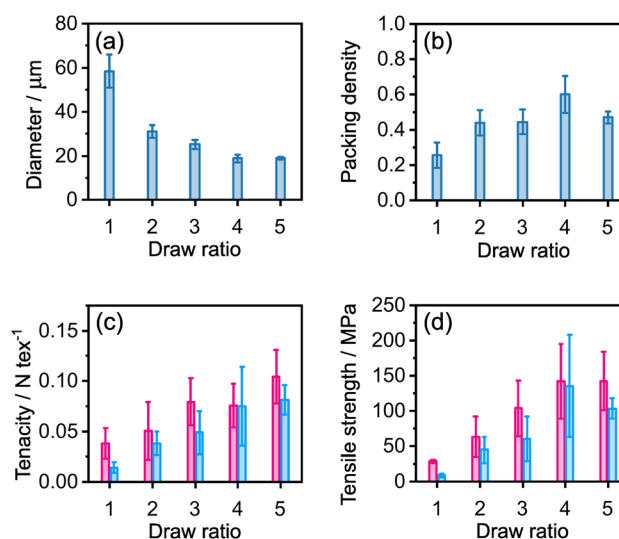 (a)
80
60
40
20
0
Diameter / μm
1 2 3 4 5
Draw ratio
(b)
1.0
0.8
0.6
0.4
0.2
0.0
Packing density
1 2 3 4 5
Draw ratio
(c)
0.15
0.10
0.05
0.00
Tenacity / N tex⁻¹
1 2 3 4 5
Draw ratio
(d)
250
200
150
100
50
0
Tensile strength / MPa
1 2 3 4 5
Draw ratio